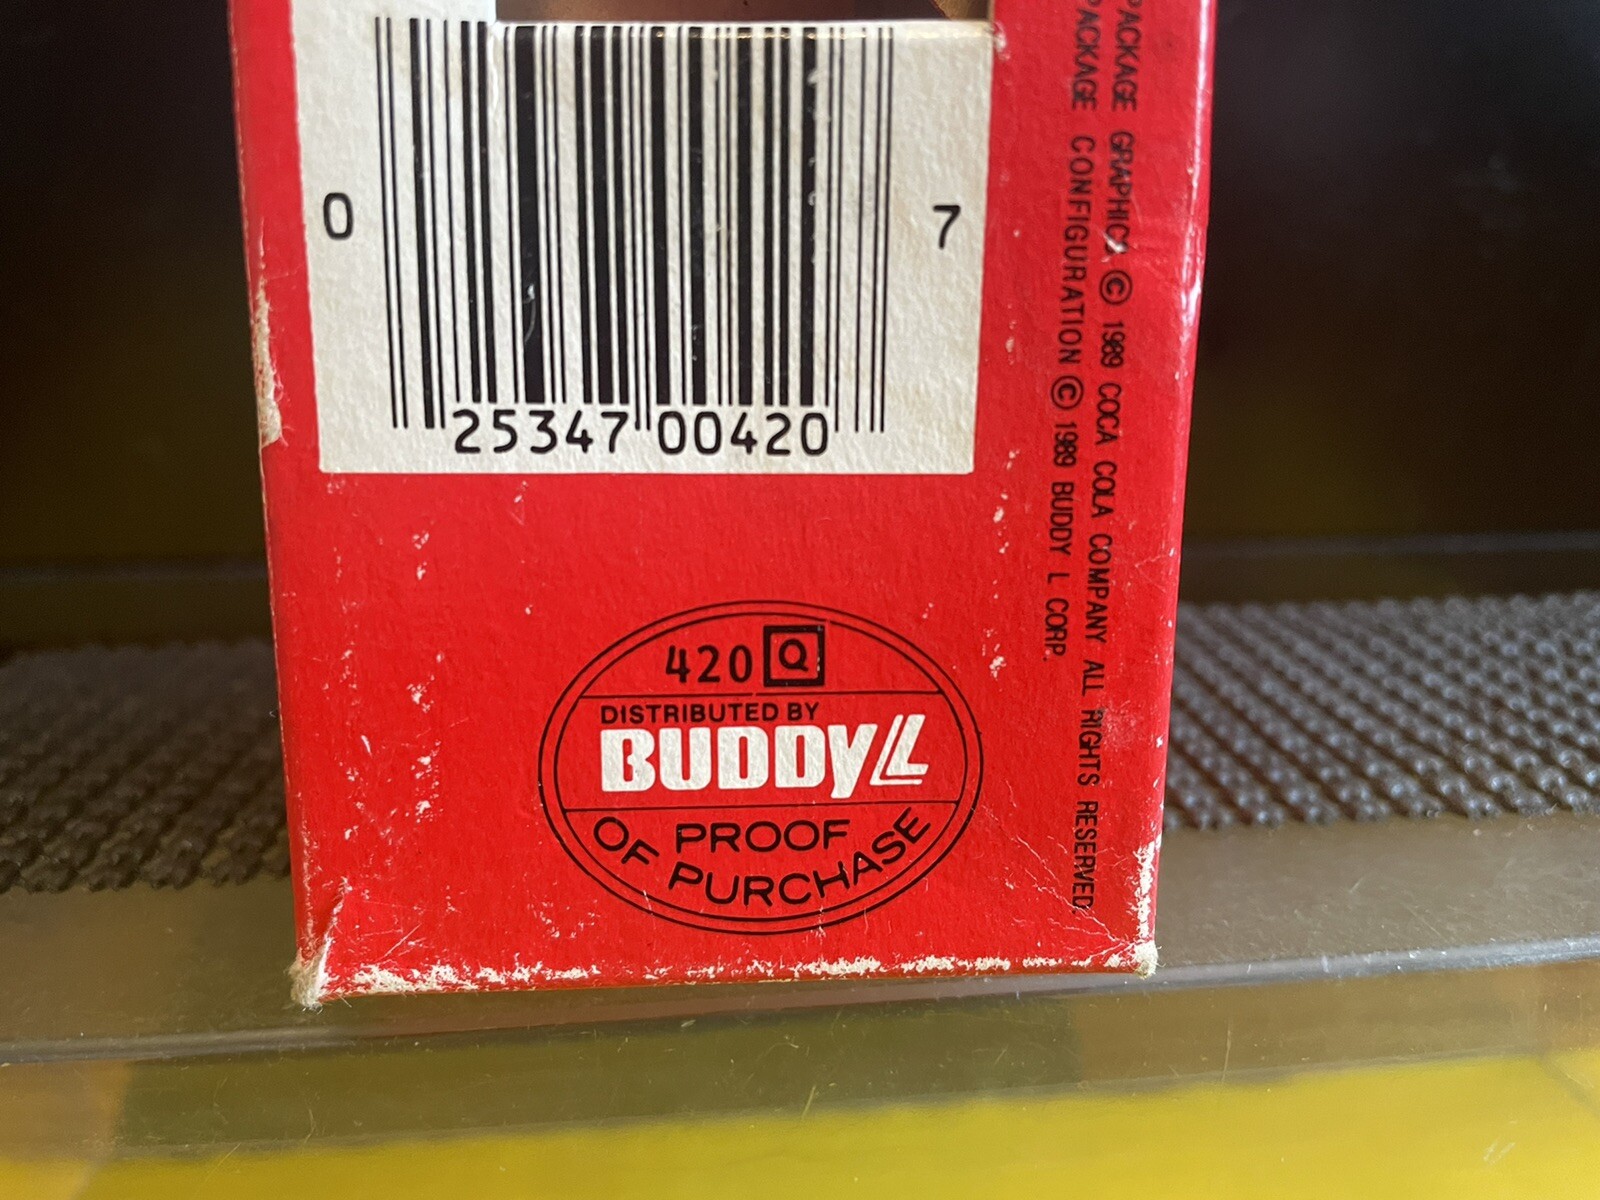 0
7
25347 00420
PACKAGE GRAPHICS © 1989 COCA COLA COMPANY ALL RIGHTS RESERVED.
PACKAGE CONFIGURATION © 1989 BUDDY L CORP.
420 Q
DISTRIBUTED BY
BUDDY L
PROOF
OF PURCHASE